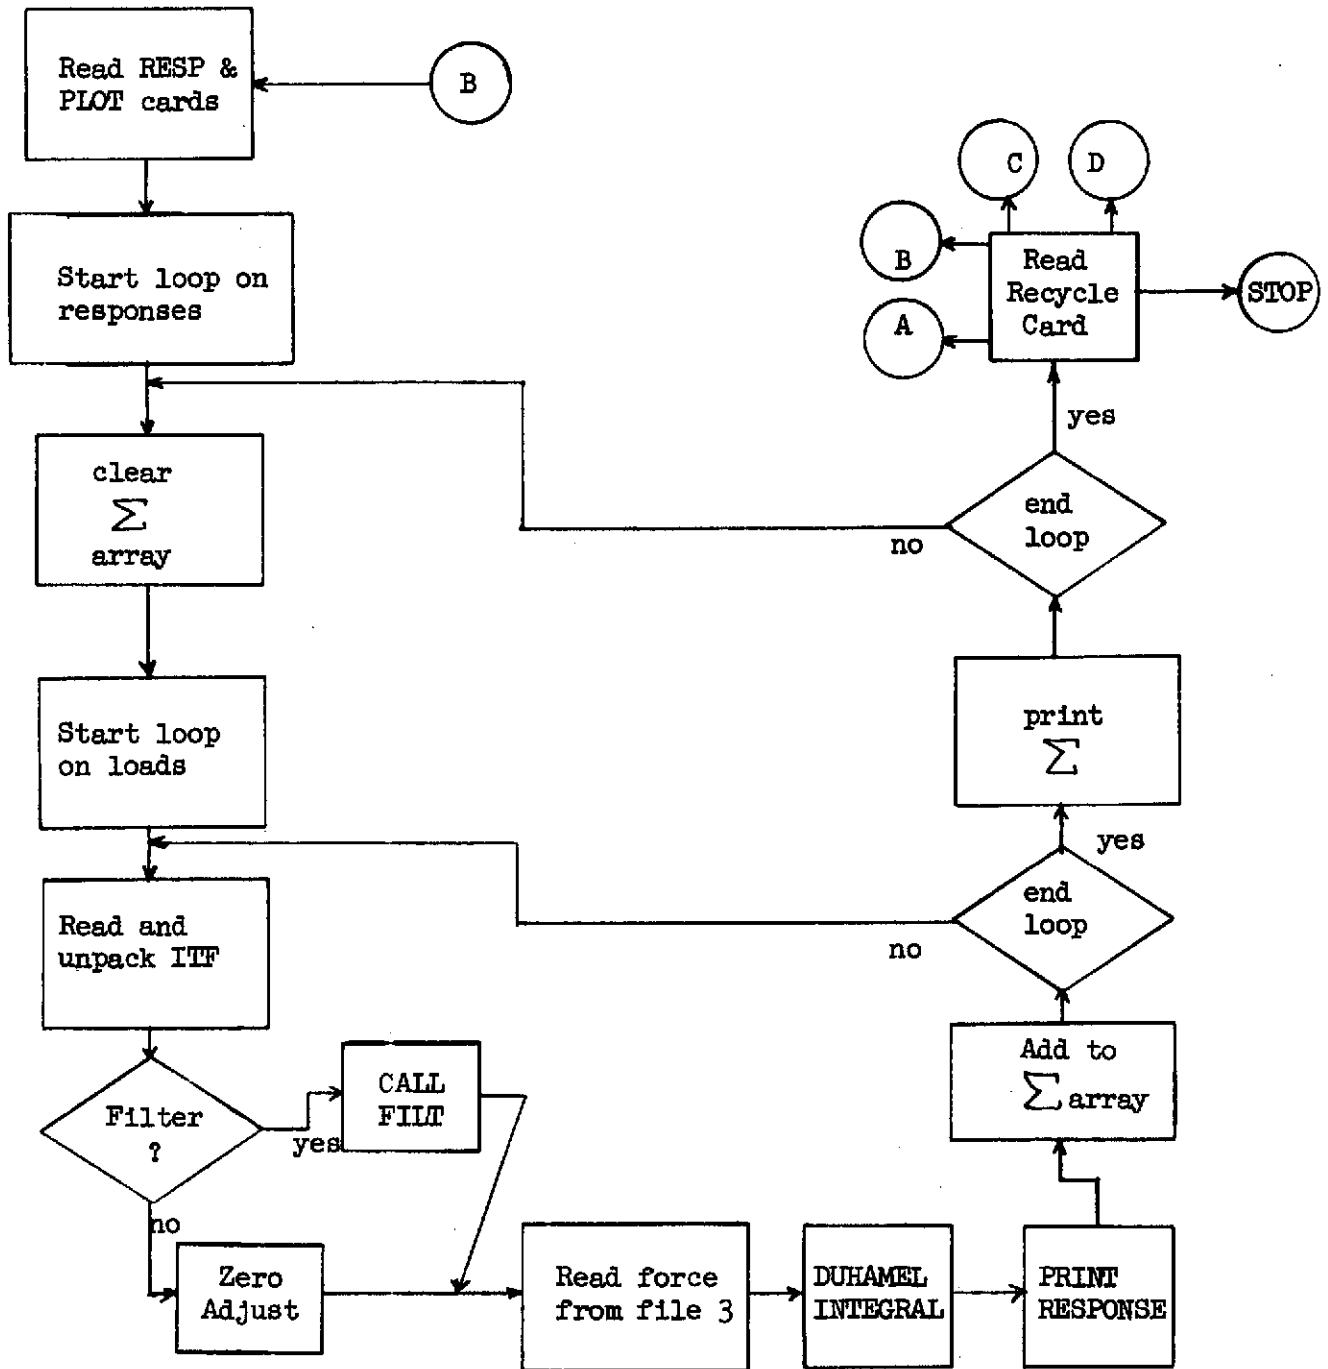 Read RESP &
PLOT cards
B
Start loop on
responses
clear
Σ
array
Start loop
on loads
Read and
unpack ITF
Filter
?
yes
CALL
FILT
no
Zero
Adjust
Read force
from file 3
DUHAMEL
INTEGRAL
PRINT
RESPONSE
Add to
Σ array
end
loop
no
yes
print
Σ
end
loop
no
yes
Read
Recycle
Card
A
B
C
D
STOP